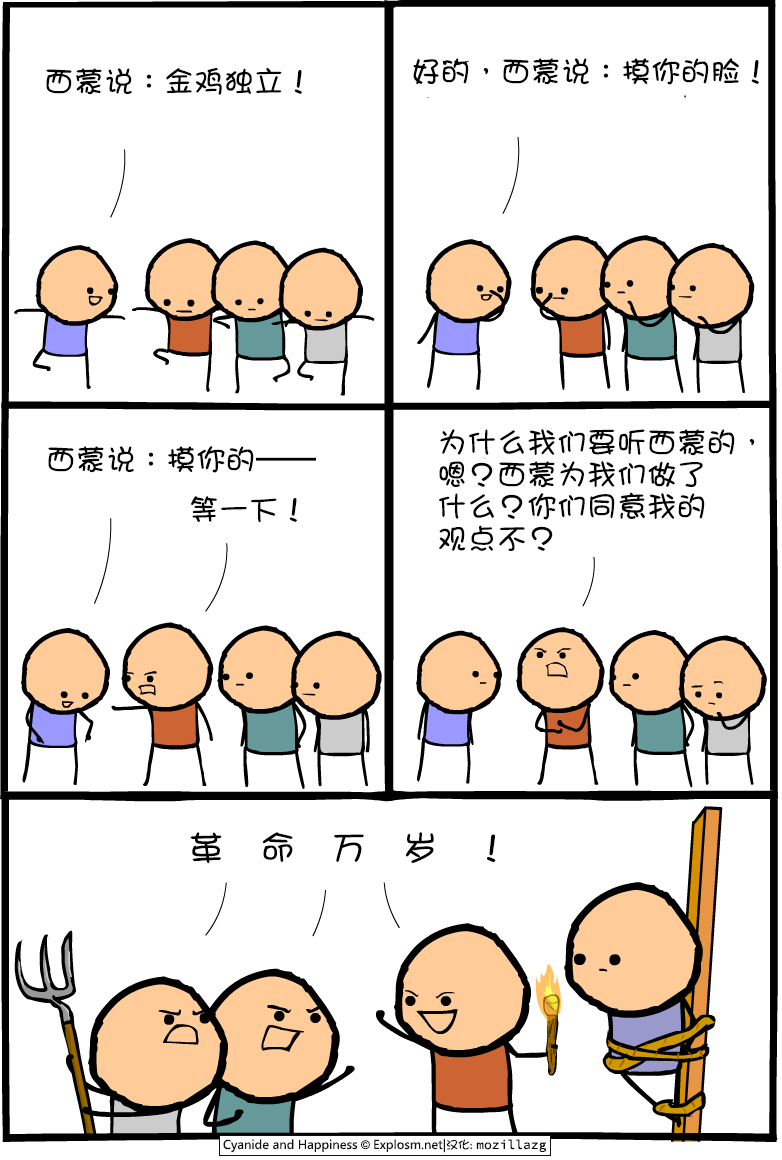 西蒙说：金鸡独立！
好的，西蒙说：摸你的脸！
西蒙说：摸你的——
等一下！
为什么我们要听西蒙的，
嗯？西蒙为我们做了
什么？你们同意我的
观点不？
革命万岁！
Cyanide and Happiness © Explosm.net|汉化: mozillazg